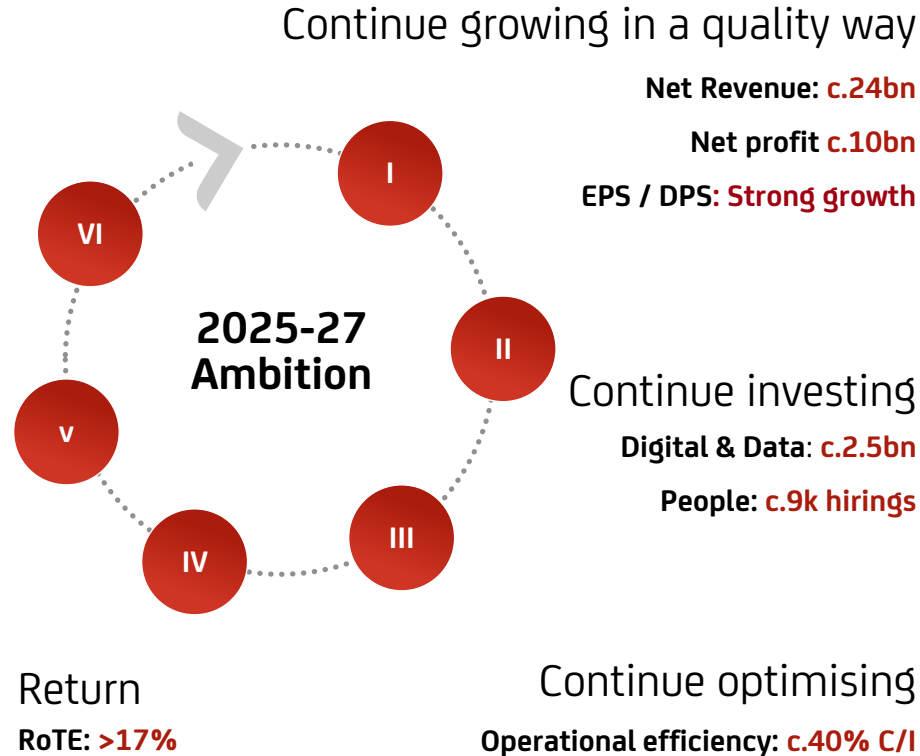 Continue growing in a quality way
Net Revenue: c.24bn
Net profit c.10bn
EPS / DPS: Strong growth
I
VI
2025-27
Ambition
II
Continue investing
Digital & Data: c.2.5bn
People: c.9k hirings
v
III
IV
Return
RoTE: >17%
Continue optimising
Operational efficiency: c.40% C/I